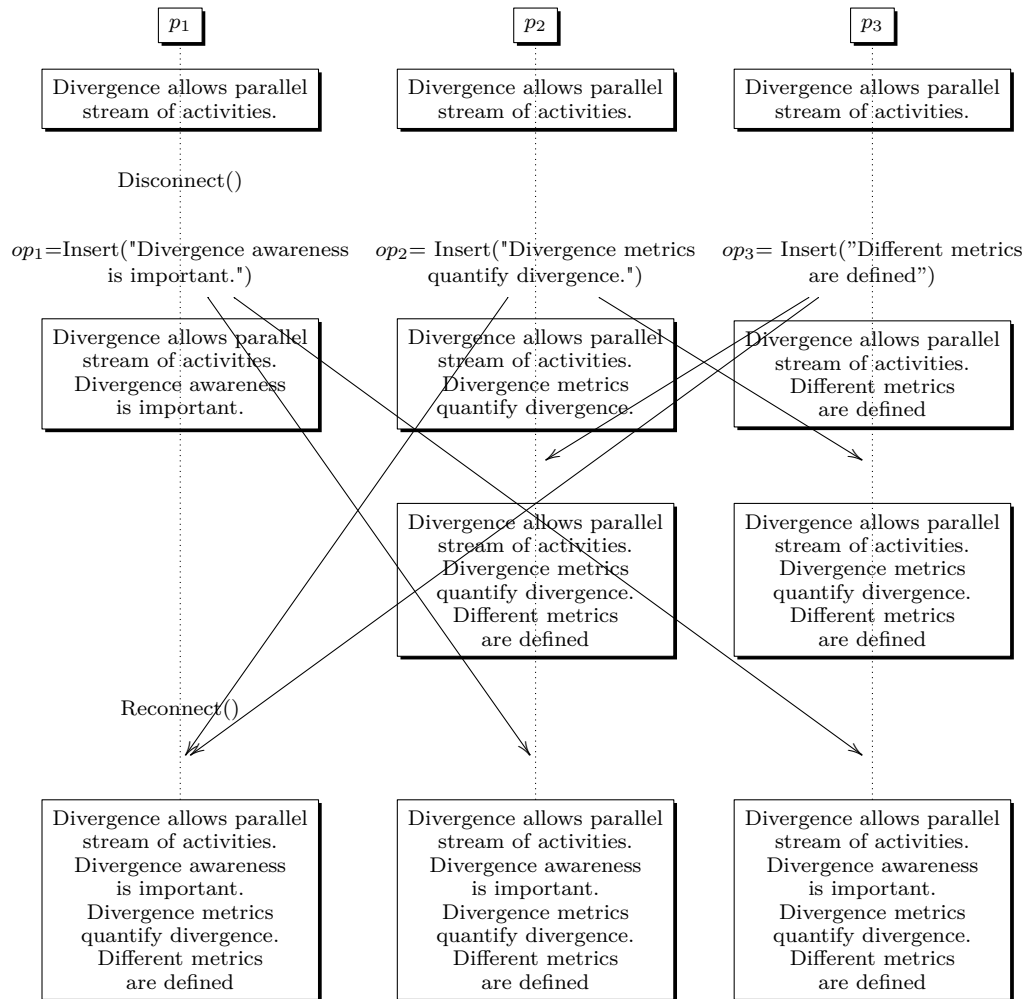 p1
p2
p3
Divergence allows parallel
stream of activities.
Divergence allows parallel
stream of activities.
Divergence allows parallel
stream of activities.
Disconnect()
op1=Insert("Divergence awareness
is important.")
op2= Insert("Divergence metrics
quantify divergence.")
op3= Insert(”Different metrics
are defined”)
Divergence allows parallel
stream of activities.
Divergence awareness
is important.
Divergence allows parallel
stream of activities.
Divergence metrics
quantify divergence.
Divergence allows parallel
stream of activities.
Different metrics
are defined
Divergence allows parallel
stream of activities.
Divergence metrics
quantify divergence.
Different metrics
are defined
Divergence allows parallel
stream of activities.
Divergence metrics
quantify divergence.
Different metrics
are defined
Reconnect()
Divergence allows parallel
stream of activities.
Divergence awareness
is important.
Divergence metrics
quantify divergence.
Different metrics
are defined
Divergence allows parallel
stream of activities.
Divergence awareness
is important.
Divergence metrics
quantify divergence.
Different metrics
are defined
Divergence allows parallel
stream of activities.
Divergence awareness
is important.
Divergence metrics
quantify divergence.
Different metrics
are defined